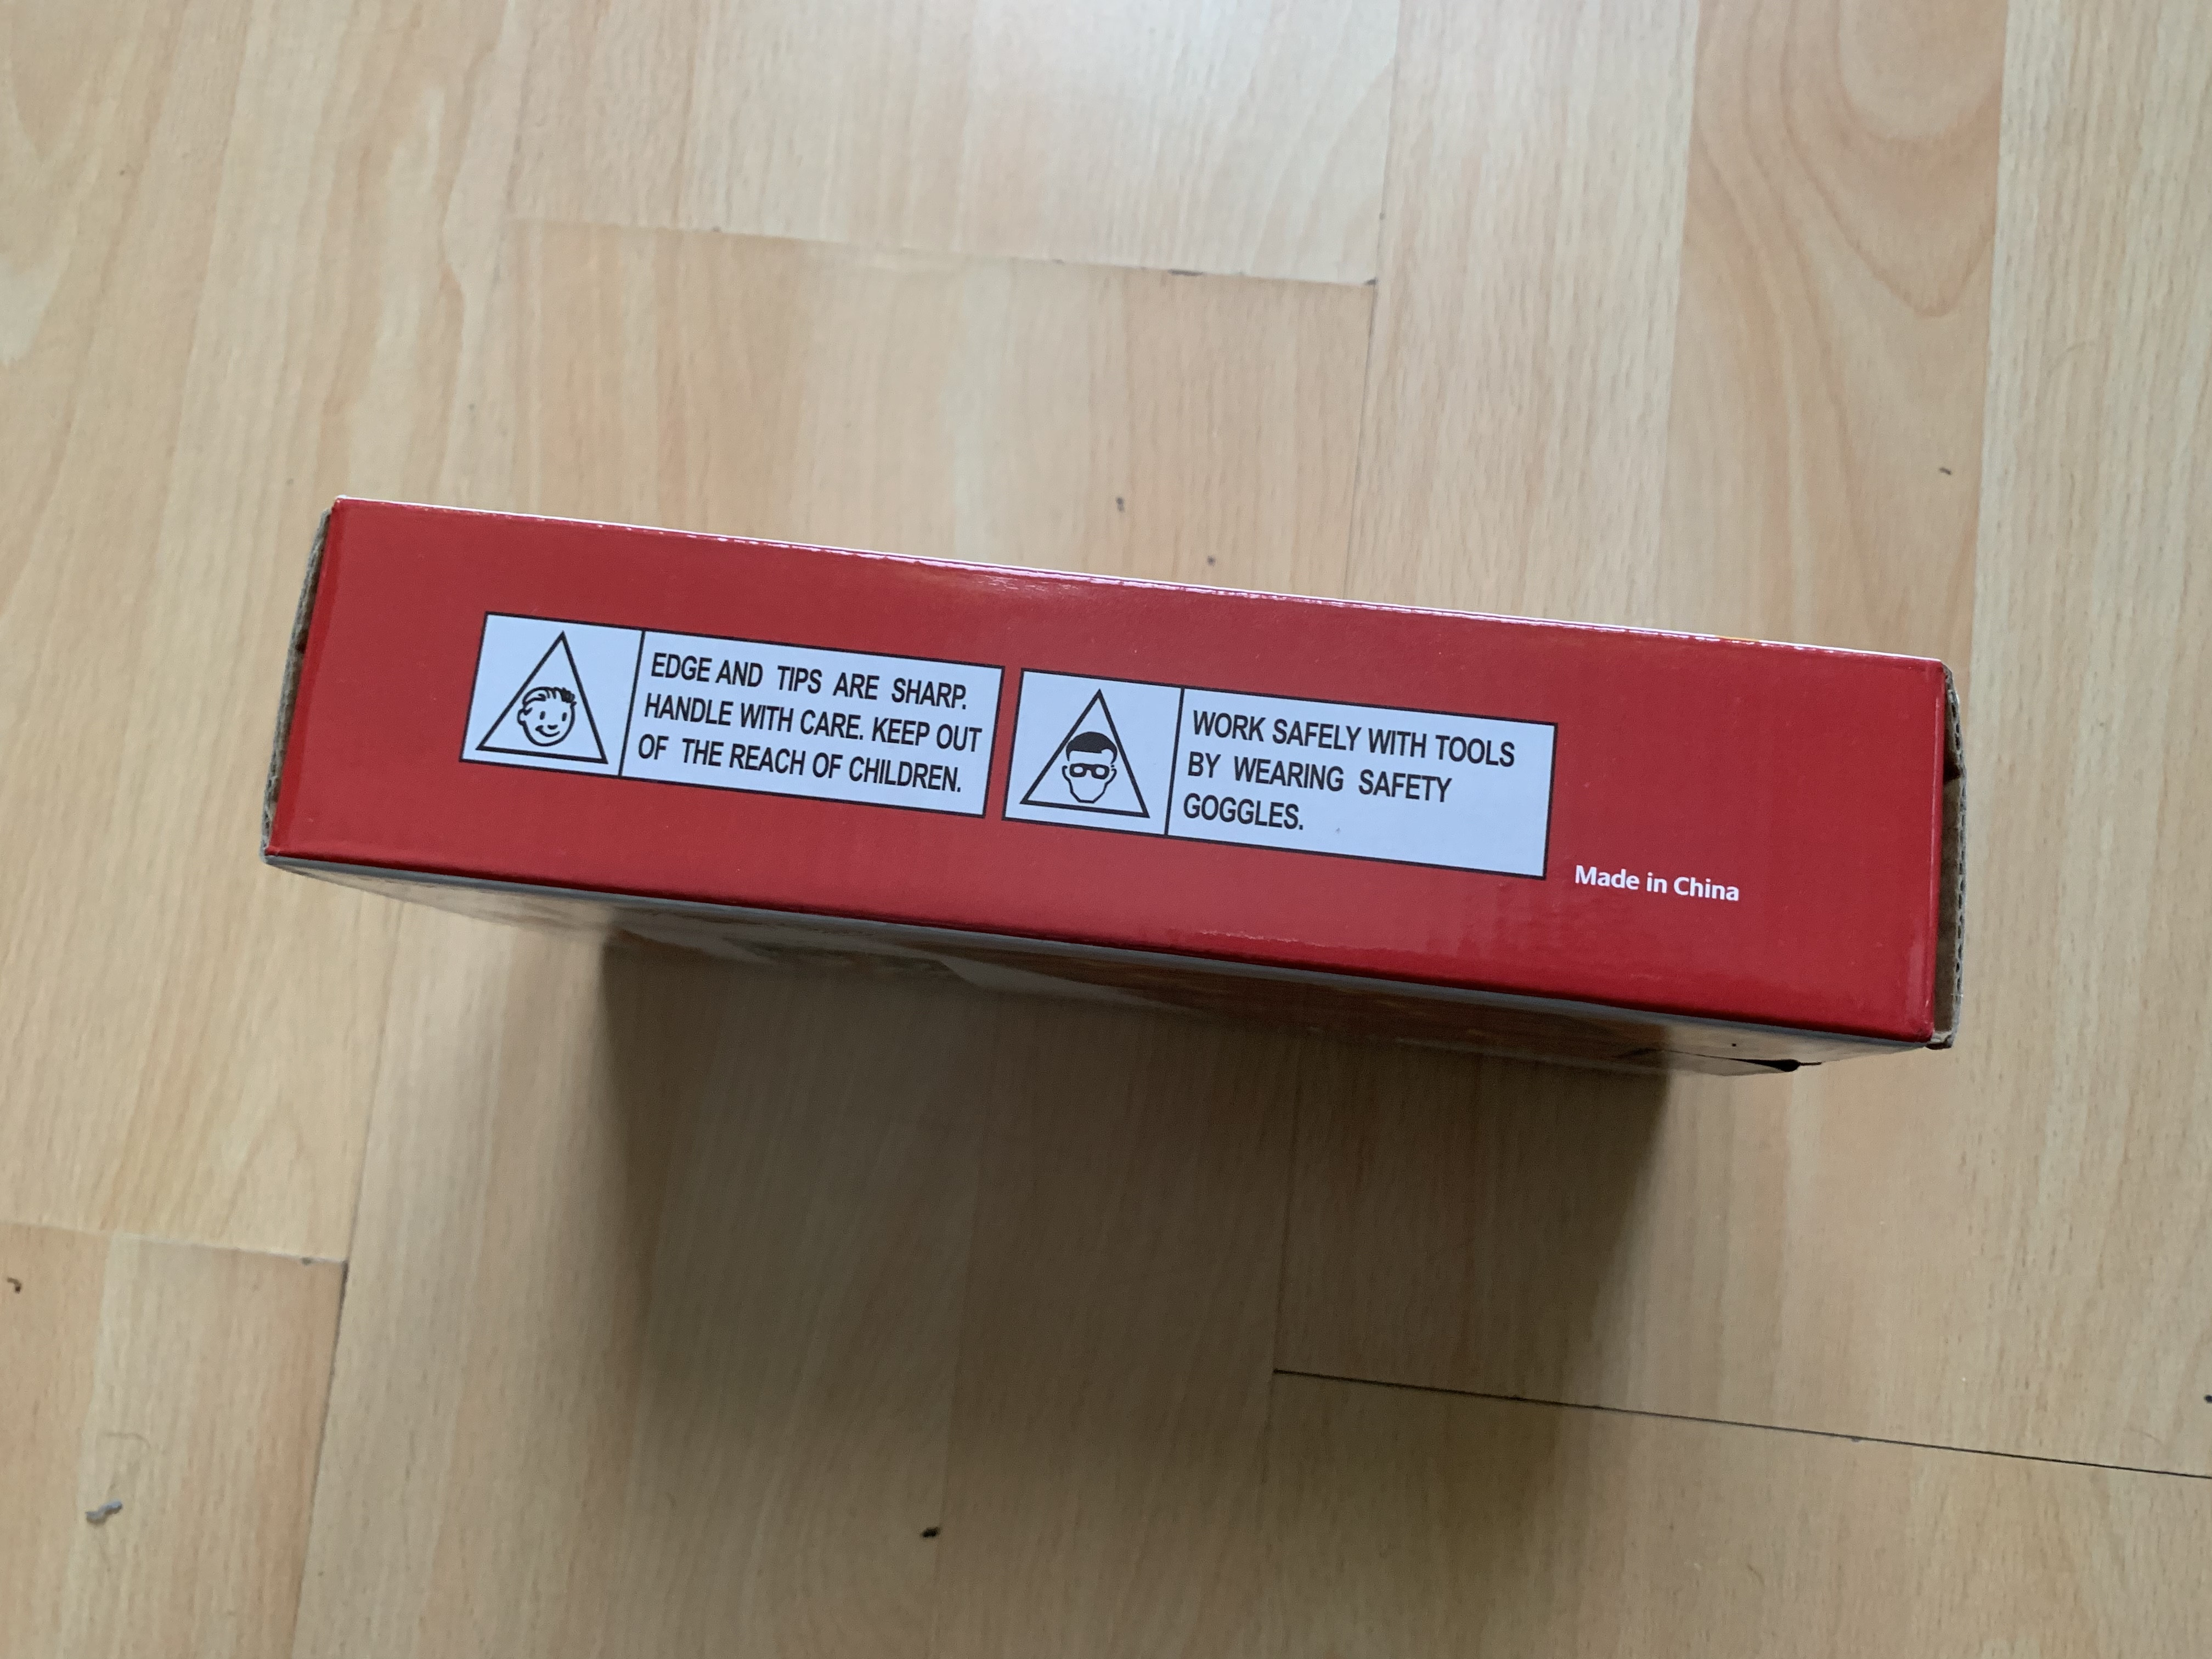 EDGE AND TIPS ARE SHARP.
HANDLE WITH CARE. KEEP OUT
OF THE REACH OF CHILDREN.
WORK SAFELY WITH TOOLS
BY WEARING SAFETY
GOGGLES.
Made in China